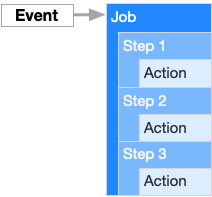 Event
Job
Step 1
Action
Step 2
Action
Step 3
Action